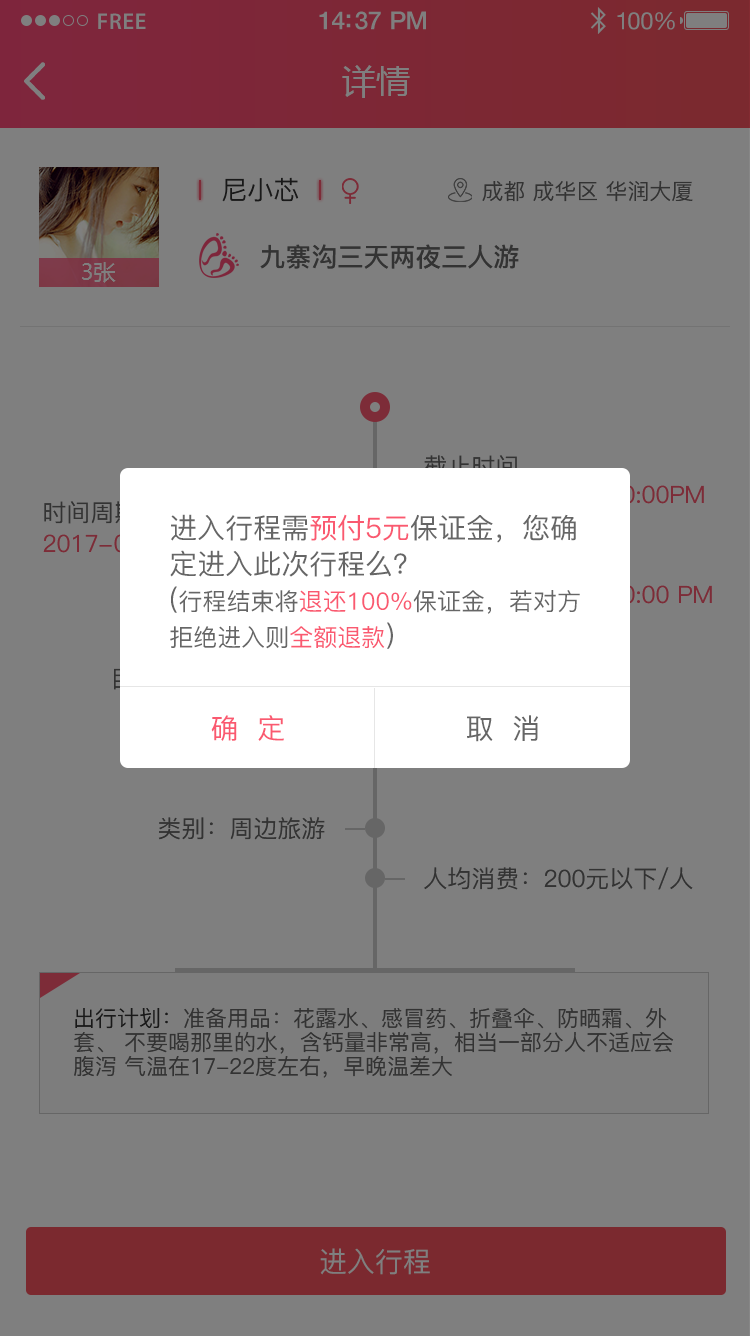 FREE
14:37 PM
100%
详情
尼小芯
成都 成华区 华润大厦
九寨沟三天两夜三人游
3张
截止时间
:00PM
时间周
2017-0
进入行程需预付5元保证金，您确
定进入此次行程么？
(行程结束将退还100%保证金，若对方
拒绝进入则全额退款)
:00 PM
确 定
取 消
类别：周边旅游
人均消费：200元以下/人
出行计划：准备用品：花露水、感冒药、折叠伞、防晒霜、外
套、 不要喝那里的水，含钙量非常高，相当一部分人不适应会
腹泻 气温在17-22度左右，早晚温差大
进入行程